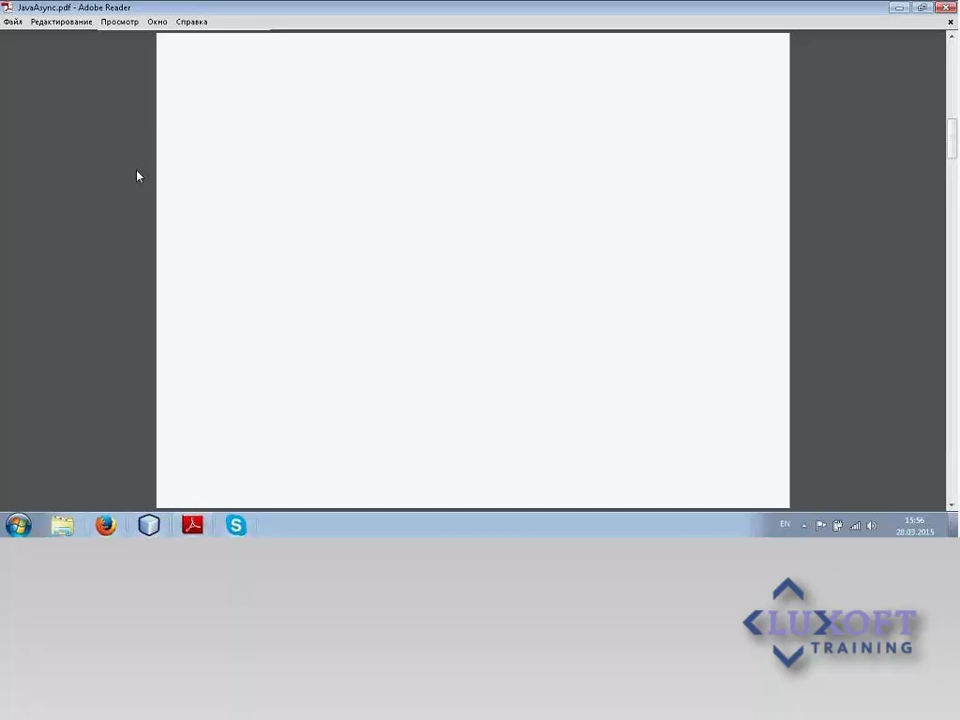 JavaAsync.pdf - Adobe Reader
Файл Редактирование Просмотр Окно Справка
EN
15:56
28.03.2015
LUXOFT
TRAINING